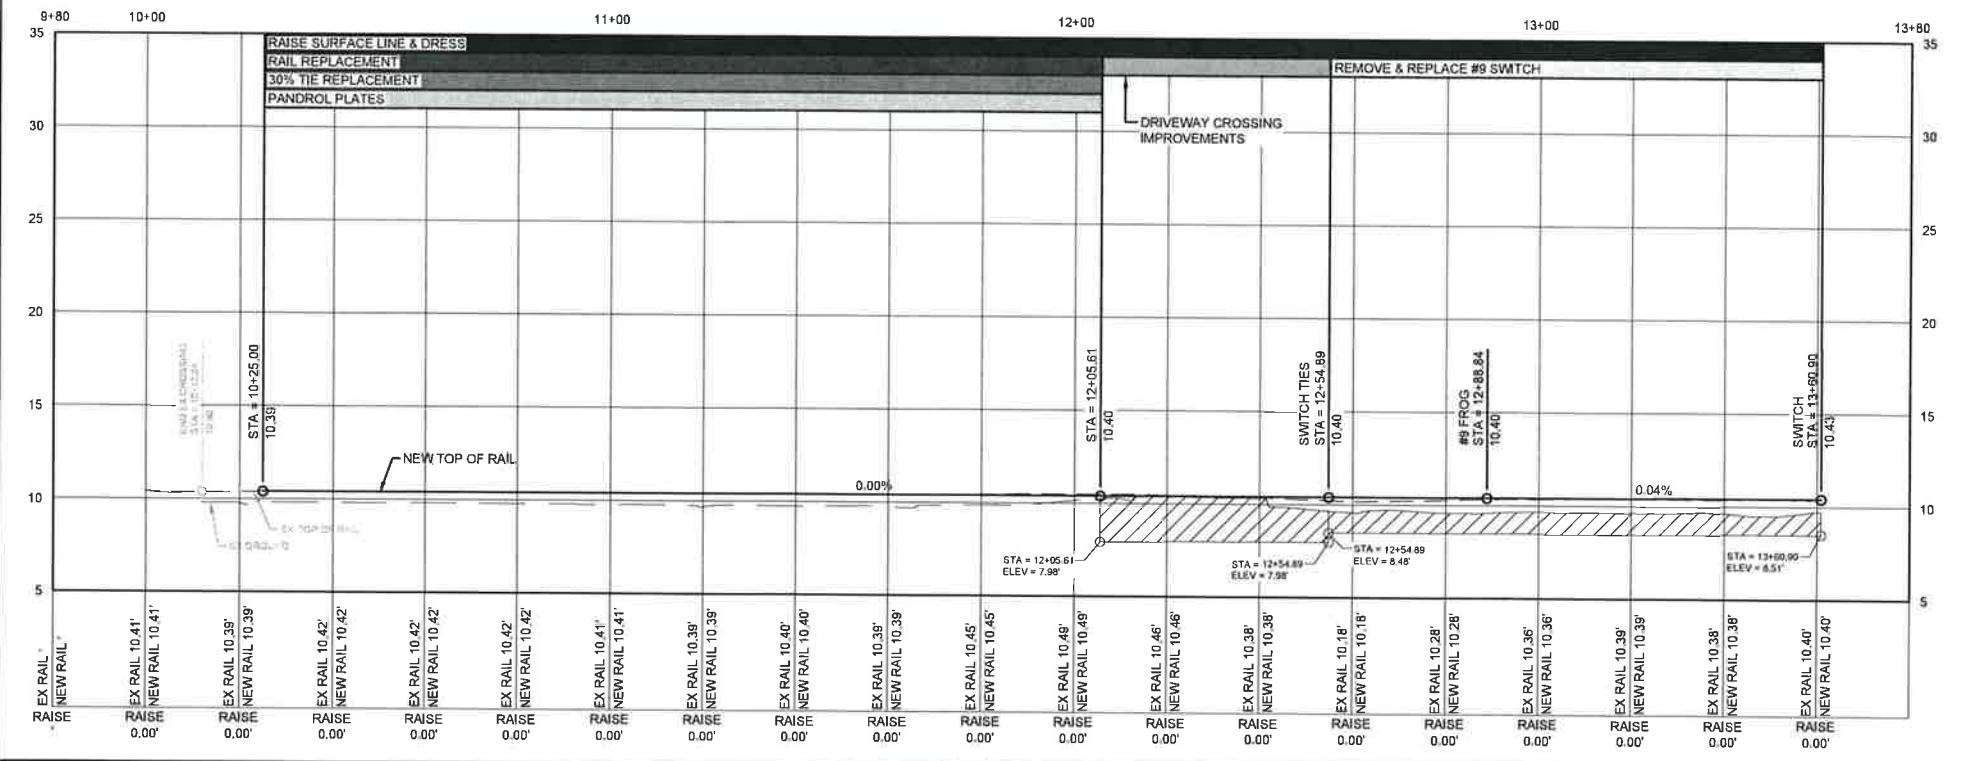 9+80 10+00 11+00 12+00 13+00 13+80
35 35
RAISE SURFACE LINE & DRESS
RAIL REPLACEMENT
REMOVE & REPLACE #9 SWITCH
30% TIE REPLACEMENT
PANDROL PLATES
DRIVEWAY CROSSING
IMPROVEMENTS
30 30
25 25
20 20
15 15
10 10
5 5
END EX CROSSING
STA = 10+25.00
10.39
STA = 12+05.61
10.40
SWITCH TIES
STA = 12+54.89
10.40
#9 FROG
STA = 12+88.84
10.40
SWITCH
STA = 13+60.90
10.43
NEW TOP OF RAIL
0.00%
0.04%
EX TOP OF RAIL
EX GROUND
STA = 12+05.61
ELEV = 7.98'
STA = 12+54.89
ELEV = 7.98'
STA = 12+54.89
ELEV = 8.48'
STA = 13+60.90
ELEV = 8.51'
EX RAIL '
NEW RAIL '
RAISE
'
EX RAIL 10.41'
NEW RAIL 10.41'
RAISE
0.00'
EX RAIL 10.39'
NEW RAIL 10.39'
RAISE
0.00'
EX RAIL 10.42'
NEW RAIL 10.42'
RAISE
0.00'
EX RAIL 10.42'
NEW RAIL 10.42'
RAISE
0.00'
EX RAIL 10.42'
NEW RAIL 10.42'
RAISE
0.00'
EX RAIL 10.41'
NEW RAIL 10.41'
RAISE
0.00'
EX RAIL 10.39'
NEW RAIL 10.39'
RAISE
0.00'
EX RAIL 10.40'
NEW RAIL 10.40'
RAISE
0.00'
EX RAIL 10.39'
NEW RAIL 10.39'
RAISE
0.00'
EX RAIL 10.45'
NEW RAIL 10.45'
RAISE
0.00'
EX RAIL 10.49'
NEW RAIL 10.49'
RAISE
0.00'
EX RAIL 10.46'
NEW RAIL 10.46'
RAISE
0.00'
EX RAIL 10.38'
NEW RAIL 10.38'
RAISE
0.00'
EX RAIL 10.18'
NEW RAIL 10.18'
RAISE
0.00'
EX RAIL 10.28'
NEW RAIL 10.28'
RAISE
0.00'
EX RAIL 10.36'
NEW RAIL 10.36'
RAISE
0.00'
EX RAIL 10.39'
NEW RAIL 10.39'
RAISE
0.00'
EX RAIL 10.38'
NEW RAIL 10.38'
RAISE
0.00'
EX RAIL 10.40'
NEW RAIL 10.40'
RAISE
0.00'